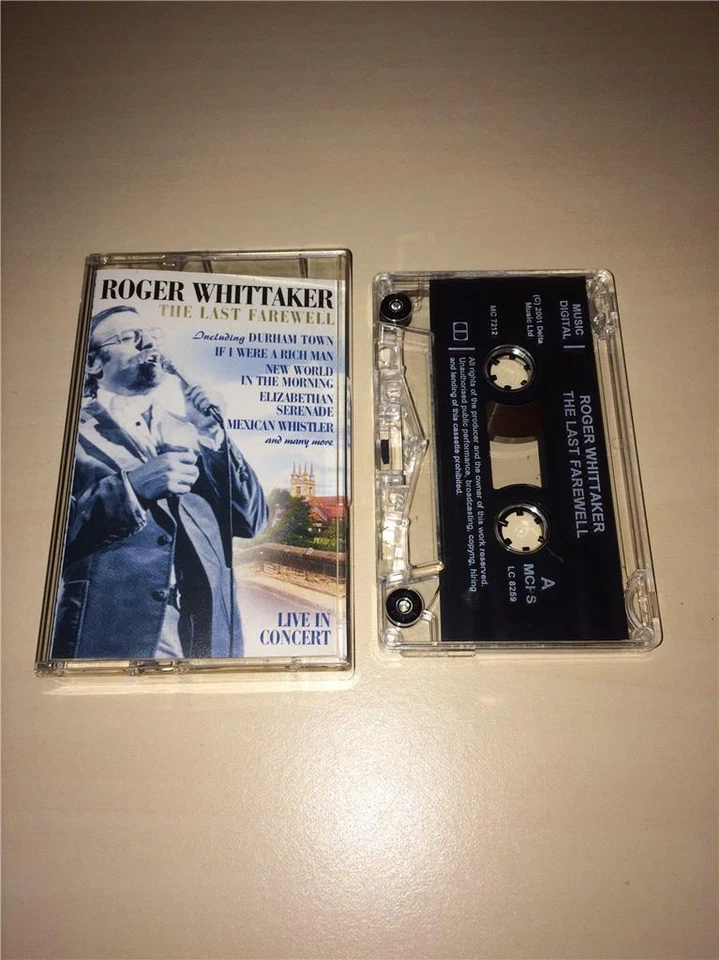 ROGER WHITTAKER
THE LAST FAREWELL
Including DURHAM TOWN
IF I WERE A RICH MAN
NEW WORLD
IN THE MORNING
ELIZABETHAN
SERENADE
MEXICAN WHISTLER
and many more
LIVE IN
CONCERT
MUSIC
DIGITAL
ROGER WHITTAKER
THE LAST FAREWELL
(C) 2001 Delta
Music Ltd
MC 7212
A
MCPS
LC 8259
All rights of the producer and the owner of this work reserved.
Unauthorised public performance, broadcasting, copying, hiring
and lending of this cassette prohibited.